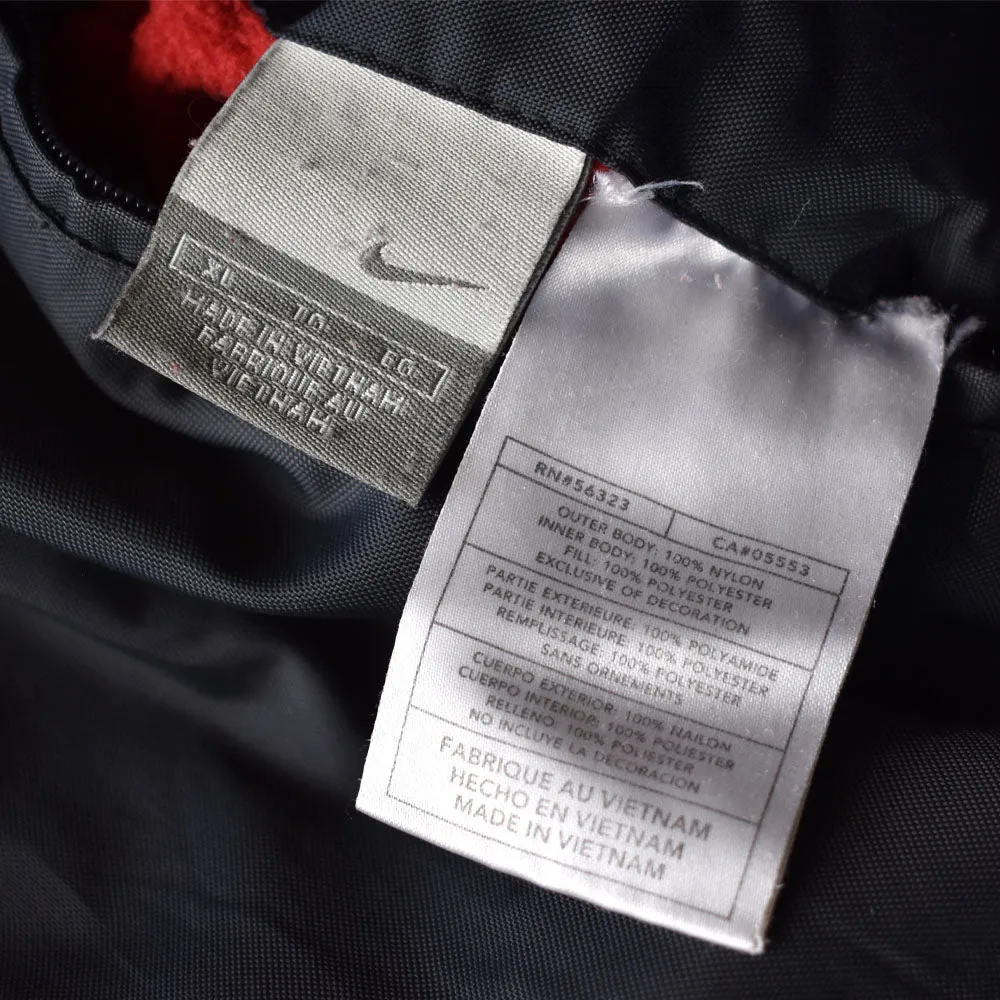 XL TG EG
MADE IN VIETNAM
FABRIQUE AU
VIETNAM
RN#56323
CA#05553
OUTER BODY: 100% NYLON
INNER BODY: 100% POLYESTER
FILL: 100% POLYESTER
EXCLUSIVE OF DECORATION
PARTIE EXTERIEURE: 100% POLYAMIDE
PARTIE INTERIEURE: 100% POLYESTER
REMPLISSAGE: 100% POLYESTER
SANS ORNEMENTS
CUERPO EXTERIOR: 100% NAILON
CUERPO INTERIOR: 100% POLIESTER
RELLENO: 100% POLIESTER
NO INCLUYE LA DECORACION
FABRIQUE AU VIETNAM
HECHO EN VIETNAM
MADE IN VIETNAM